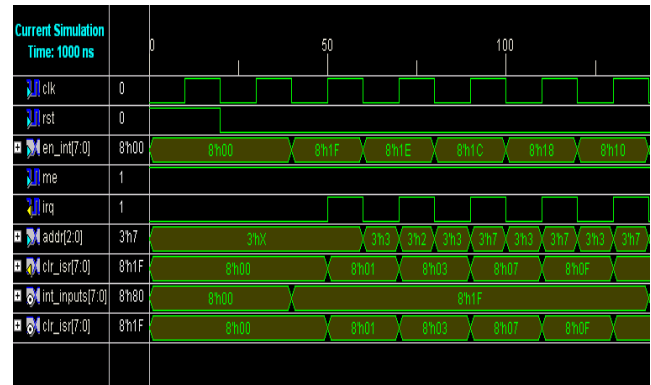 Current Simulation
Time: 1000 ns
0 50 100
clk 0
rst 0
en_int[7:0] 8'h00 8'h00 8'h1F 8'h1E 8'h1C 8'h18 8'h10
me 1
irq 1
addr[2:0] 3'h7 3'hX 3'h3 3'h2 3'h3 3'h7 3'h3 3'h7 3'h3 3'h7
clr_isr[7:0] 8'h1F 8'h00 8'h01 8'h03 8'h07 8'h0F
int_inputs[7:0] 8'h80 8'h00 8'h1F
clr_isr[7:0] 8'h1F 8'h00 8'h01 8'h03 8'h07 8'h0F